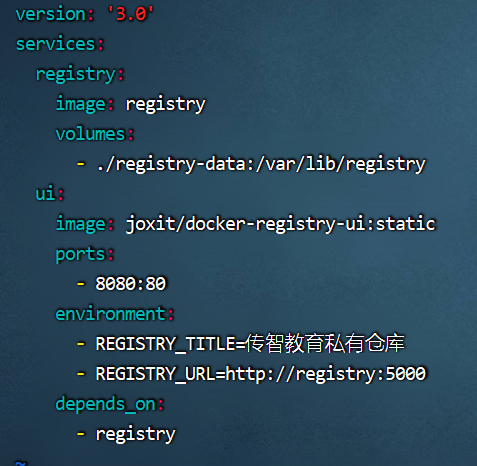 version: '3.0'
services:
  registry:
    image: registry
    volumes:
      - ./registry-data:/var/lib/registry
  ui:
    image: joxit/docker-registry-ui:static
    ports:
      - 8080:80
    environment:
      - REGISTRY_TITLE=传智教育私有仓库
      - REGISTRY_URL=http://registry:5000
    depends_on:
      - registry
~